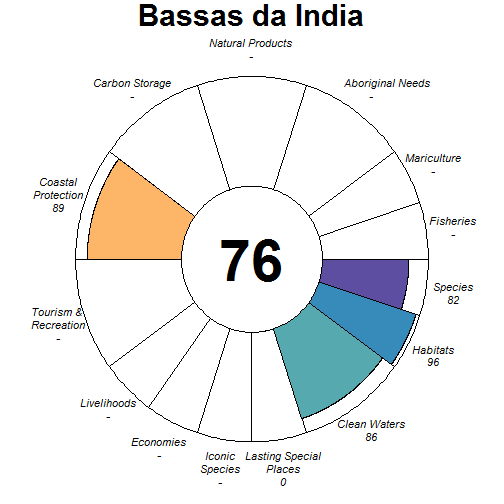 Bassas da India
Natural Products
-
Carbon Storage
-
Aboriginal Needs
-
Mariculture
-
Coastal
Protection
89
Fisheries
-
76
Species
82
Tourism &
Recreation
-
Habitats
96
Livelihoods
-
Clean Waters
86
Economies
-
Iconic
Species
-
Lasting Special
Places
0